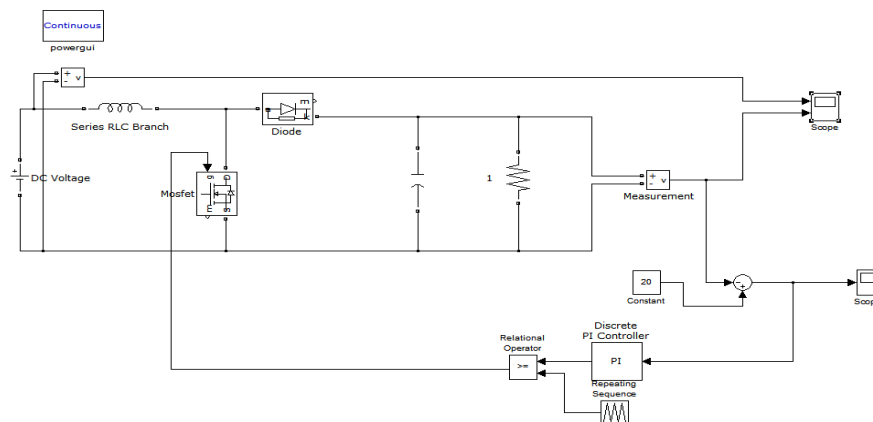 Continuous
powergui
+
-
v
Series RLC Branch
m
a
k
Diode
Scope
+
DC Voltage
g
D
Mosfet
m
S
1
+
-
v
Measurement
20
Constant
-
+
Scop
Discrete
PI Controller
PI
Relational
Operator
>=
Repeating
Sequence